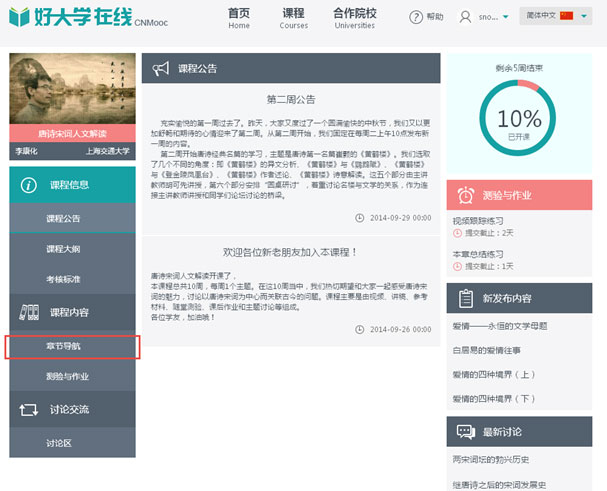 好大学在线 CNMooc
首页
Home
课程
Courses
合作院校
Universities
帮助
sno...
简体中文
唐诗宋词人文解读
李康化 上海交通大学
课程信息
课程公告
课程大纲
考核标准
课程内容
章节导航
测验与作业
讨论交流
讨论区
课程公告
第二周公告
充实愉悦的第一周过去了。昨天，大家又度过了一个圆满愉快的中秋节，我们又以更
加舒畅和期待的心情迎来了第二周。从第二周开始，我们固定在每周二上午10点发布新
一周的内容。
第二周开始唐诗经典名篇的学习，主题是唐诗第一名篇崔颢的《黄鹤楼》。我们选取
了几个不同的角度：即《黄鹤楼》的异文分析、《黄鹤楼》与《鹦鹉赋》、《黄鹤楼》
与《登金陵凤凰台》、《黄鹤楼》作者述论、《黄鹤楼》诗意解读。这五个部分由主讲
教师胡可先讲授，第六个部分安排“圆桌研讨”，着重讨论名楼与文学的关系，作为连
接主讲教师讲授和同学们论坛讨论的桥梁。
2014-09-29 00:00
欢迎各位新老朋友加入本课程！
唐诗宋词人文解读开课了，
本课程总共10周，每周1个主题。在这10周当中，我们热切期望和大家一起感受唐诗宋
词的魅力，讨论以唐诗宋词为中心而关联古今的问题。课程主要是由视频、讲稿、参考
材料、随堂测验、课后作业和主题讨论等组成。
各位学友，加油哦！
2014-09-26 00:00
剩余5周结束
10%
已开课
测验与作业
视频跟踪练习
提交截止：2天
本章总结练习
提交截止：1天
新发布内容
爱情——永恒的文学母题
白居易的爱情往事
爱情的四种境界（上）
爱情的四种境界（下）
最新讨论
两宋词坛的勃兴历史
继唐诗之后的宋词发展史